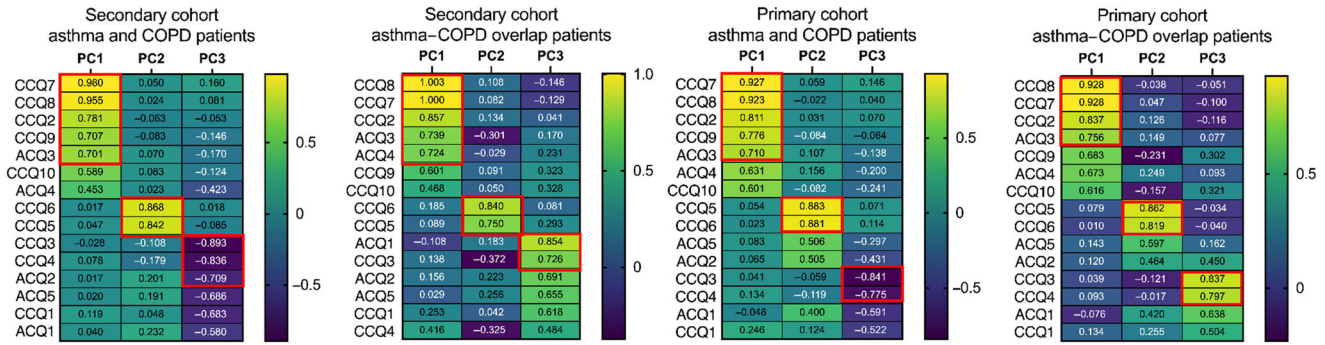 Secondary cohort
asthma and COPD patients
PC1 PC2 PC3
CCQ7 0.980 0.050 0.160
CCQ8 0.955 0.024 0.081
CCQ2 0.781 −0.063 −0.053
CCQ9 0.707 −0.083 −0.146
ACQ3 0.701 0.070 −0.170
CCQ10 0.589 0.083 −0.124
ACQ4 0.453 0.023 −0.423
CCQ6 0.017 0.868 0.018
CCQ5 0.047 0.842 −0.085
CCQ3 −0.028 −0.108 −0.893
CCQ4 0.078 −0.179 −0.836
ACQ2 0.017 0.201 −0.709
ACQ5 0.020 0.191 −0.686
CCQ1 0.119 0.048 −0.683
ACQ1 0.040 0.232 −0.580
0.5
0
−0.5
Secondary cohort
asthma−COPD overlap patients
PC1 PC2 PC3
CCQ8 1.003 0.108 −0.146
CCQ7 1.000 0.082 −0.129
CCQ2 0.857 0.134 0.041
ACQ3 0.739 −0.301 0.170
ACQ4 0.724 −0.029 0.231
CCQ9 0.601 0.091 0.323
CCQ10 0.468 0.050 0.328
CCQ6 0.185 0.840 0.081
CCQ5 0.089 0.750 0.293
ACQ1 −0.108 0.183 0.854
CCQ3 0.138 −0.372 0.726
ACQ2 0.156 0.223 0.691
ACQ5 0.029 0.256 0.655
CCQ1 0.253 0.042 0.618
CCQ4 0.416 −0.325 0.484
1.0
0.5
0
Primary cohort
asthma and COPD patients
PC1 PC2 PC3
CCQ7 0.927 0.059 0.146
CCQ8 0.923 −0.022 0.040
CCQ2 0.811 0.031 0.070
CCQ9 0.776 −0.084 −0.064
ACQ3 0.710 0.107 −0.138
ACQ4 0.631 0.156 −0.200
CCQ10 0.601 −0.082 −0.241
CCQ5 0.054 0.883 0.071
CCQ6 0.023 0.881 0.114
ACQ5 0.083 0.506 −0.297
ACQ2 0.065 0.505 −0.431
CCQ3 0.041 −0.059 −0.841
CCQ4 0.134 −0.119 −0.775
ACQ1 −0.048 0.400 −0.591
CCQ1 0.246 0.124 −0.522
0.5
0
−0.5
Primary cohort
asthma−COPD overlap patients
PC1 PC2 PC3
CCQ8 0.928 −0.038 −0.051
CCQ7 0.928 0.047 −0.100
CCQ2 0.837 0.126 −0.116
ACQ3 0.756 0.149 0.077
CCQ9 0.683 −0.231 0.302
ACQ4 0.673 0.249 0.093
CCQ10 0.616 −0.157 0.321
CCQ5 0.079 0.862 −0.034
CCQ6 0.010 0.819 −0.040
ACQ5 0.143 0.597 0.162
ACQ2 0.120 0.464 0.450
CCQ3 0.039 −0.121 0.837
CCQ4 0.093 −0.017 0.797
ACQ1 −0.076 0.420 0.638
CCQ1 0.134 0.255 0.504
0.5
0